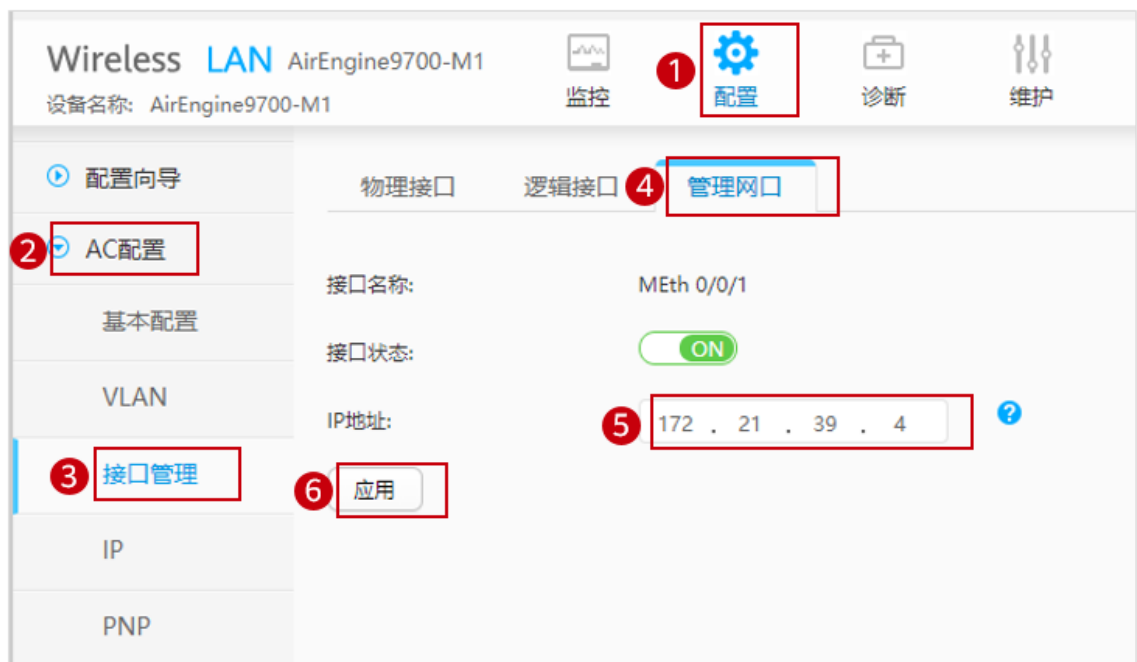 Wireless LAN AirEngine9700-M1
设备名称: AirEngine9700-M1
监控
1
配置
诊断
维护
配置向导
2
AC配置
基本配置
VLAN
3
接口管理
IP
PNP
物理接口
逻辑接口
4
管理网口
接口名称:
MEth 0/0/1
接口状态:
ON
IP地址:
5
172 . 21 . 39 . 4
?
6
应用